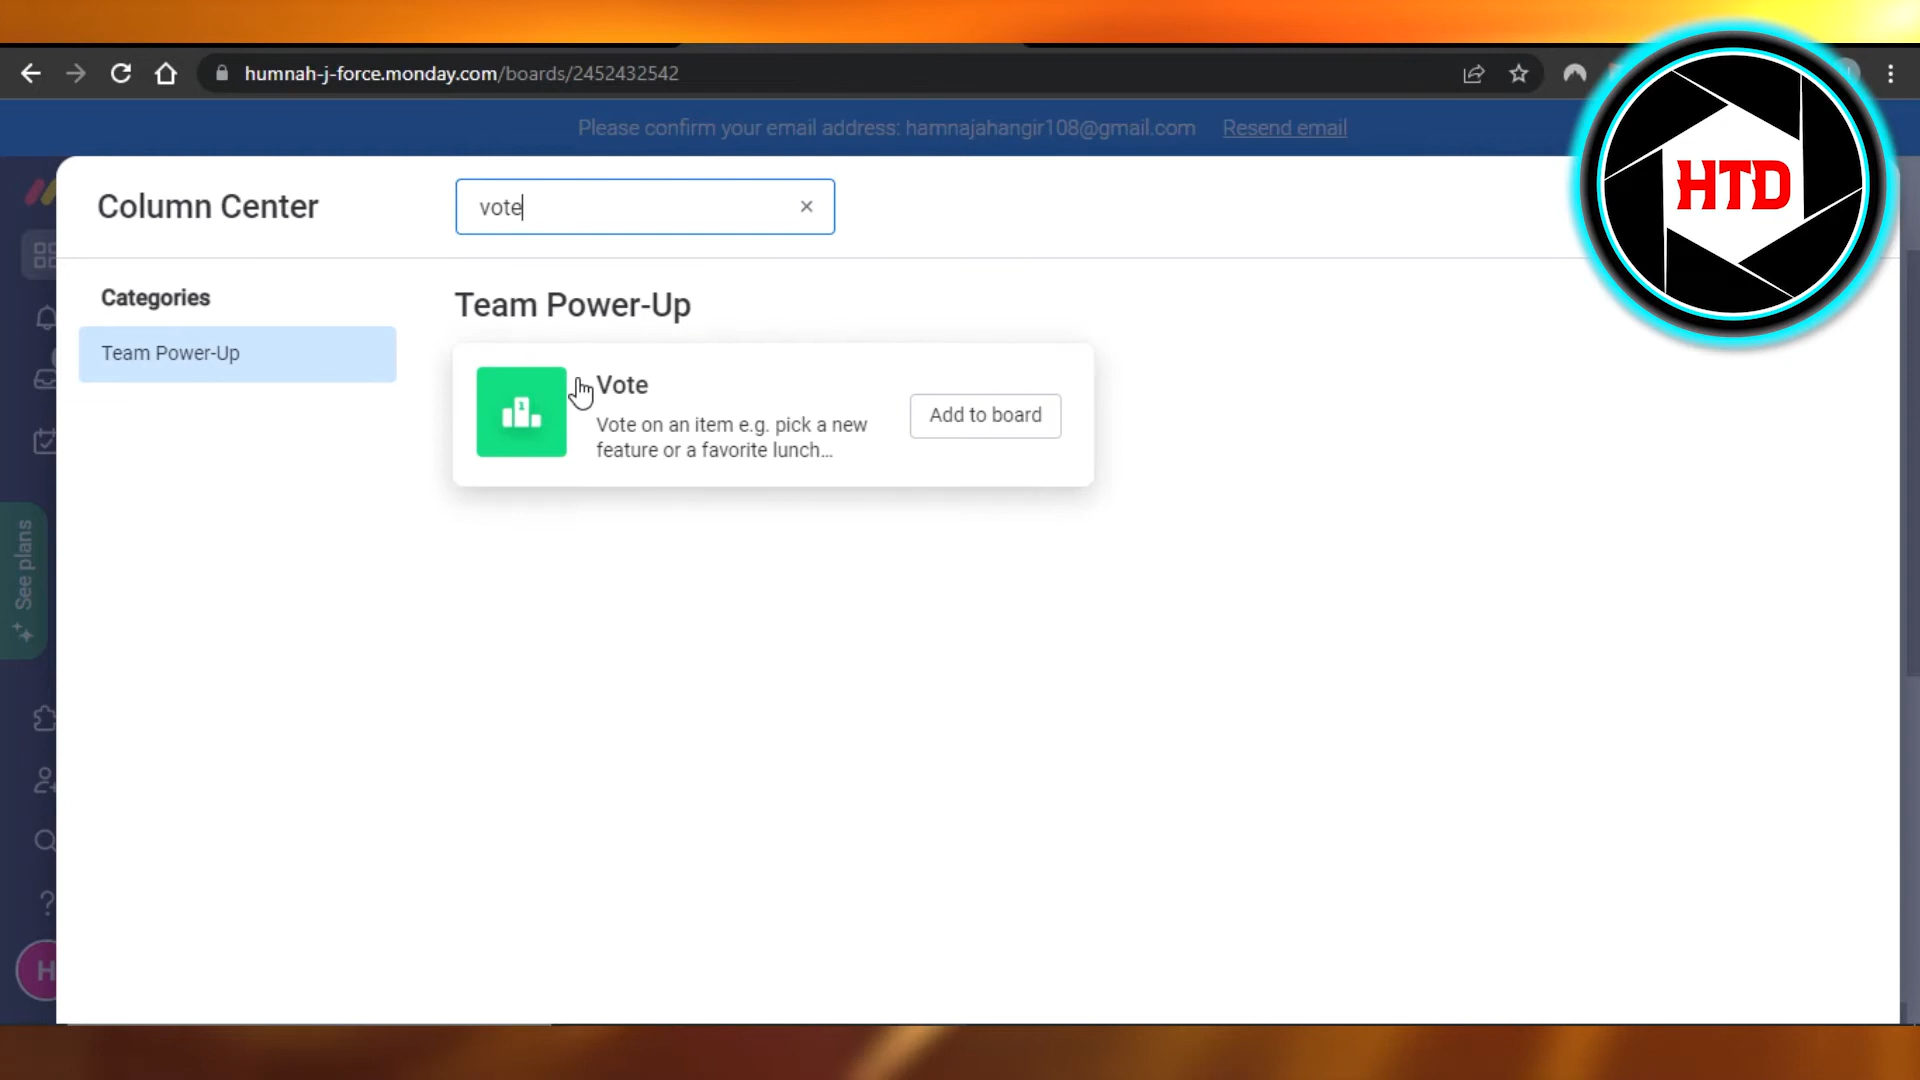 humnah-j-force.monday.com/boards/2452432542
Please confirm your email address: hamnajahangir108@gmail.com Resend email
HTD
Column Center
vote
Categories
Team Power-Up
Team Power-Up
1
Vote
Vote on an item e.g. pick a new
feature or a favorite lunch...
Add to board
See plans
H